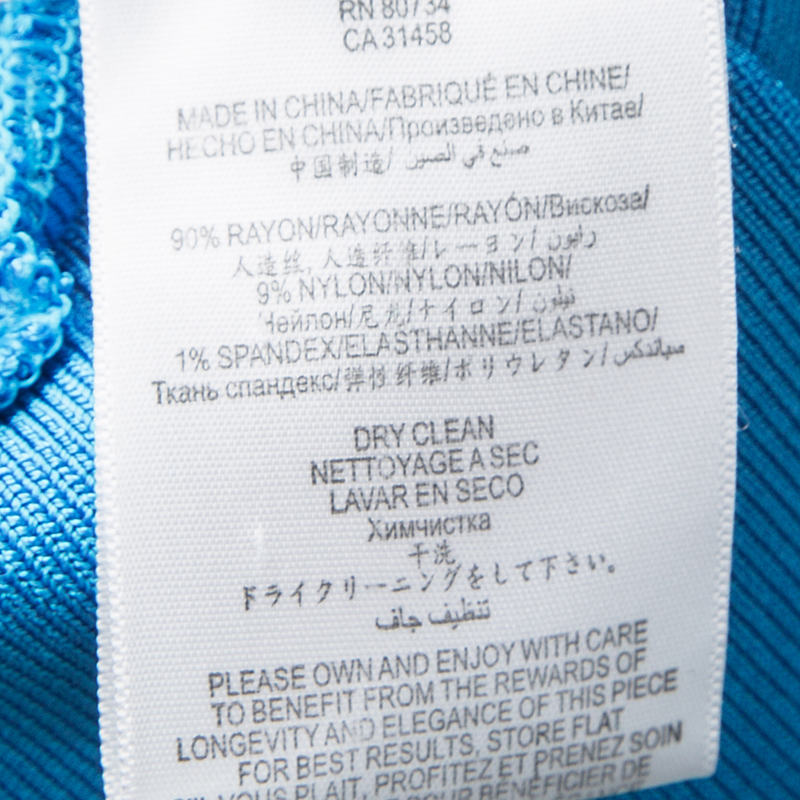 RN 80734
CA 31458
MADE IN CHINA/FABRIQUÉ EN CHINE/
HECHO EN CHINA/Произведено в Китае/
中国制造/ صنع في الصين
90% RAYON/RAYONNE/RAYÓN/Вискоза/
人造丝, 人造纤维/レーヨン/ رايون
9% NYLON/NYLON/NILON/
Нейлон/尼龙/ナイロン/ نيلون
1% SPANDEX/ELASTHANNE/ELASTANO/
Ткань спандекс/弹性纤维/ポリウレタン/ سباندكس
DRY CLEAN
NETTOYAGE A SEC
LAVAR EN SECO
Химчистка
干洗
ドライクリーニングをして下さい。
تنظيف جاف
PLEASE OWN AND ENJOY WITH CARE
TO BENEFIT FROM THE REWARDS OF
LONGEVITY AND ELEGANCE OF THIS PIECE
FOR BEST RESULTS, STORE FLAT
S'IL VOUS PLAIT, PROFITEZ ET PRENEZ SOIN
POUR BÉNÉFICIER DE